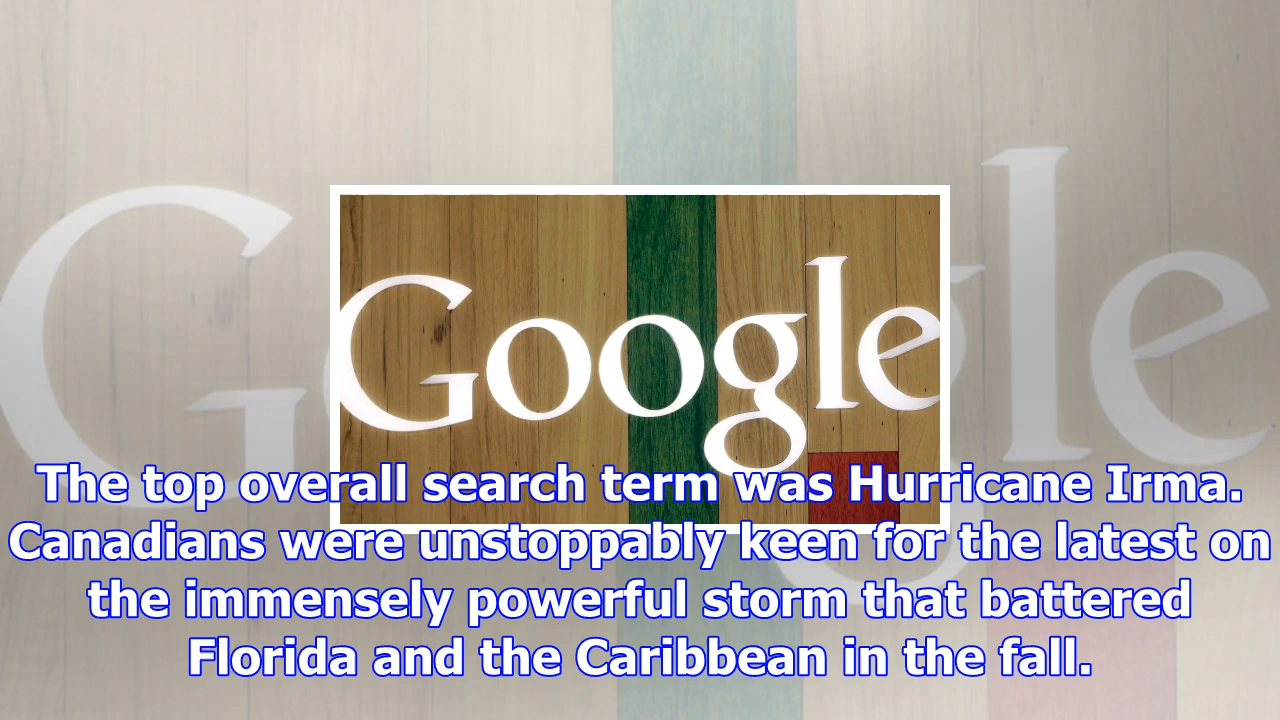 Google
The top overall search term was Hurricane Irma.
Canadians were unstoppably keen for the latest on
the immensely powerful storm that battered
Florida and the Caribbean in the fall.